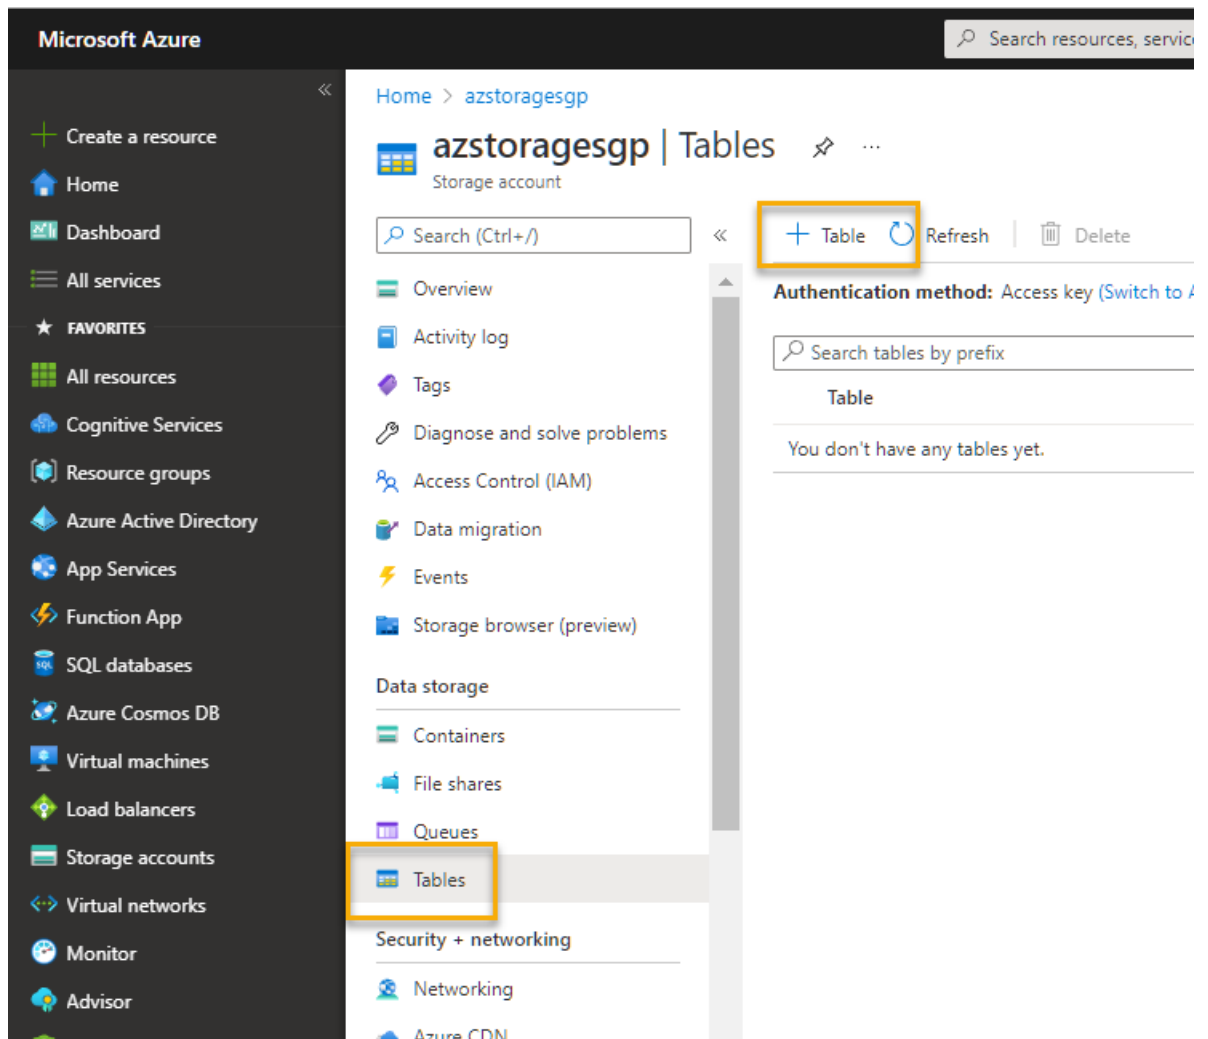 Microsoft Azure
Search resources, servic
Home > azstoragesgp
azstoragesgp | Tables
Storage account
Create a resource
Home
Dashboard
All services
FAVORITES
All resources
Cognitive Services
Resource groups
Azure Active Directory
App Services
Function App
SQL databases
Azure Cosmos DB
Virtual machines
Load balancers
Storage accounts
Virtual networks
Monitor
Advisor
Search (Ctrl+/)
Overview
Activity log
Tags
Diagnose and solve problems
Access Control (IAM)
Data migration
Events
Storage browser (preview)
Data storage
Containers
File shares
Queues
Tables
Security + networking
Networking
Azure CDN
+ Table Refresh Delete
Authentication method: Access key (Switch to A
Search tables by prefix
Table
You don't have any tables yet.